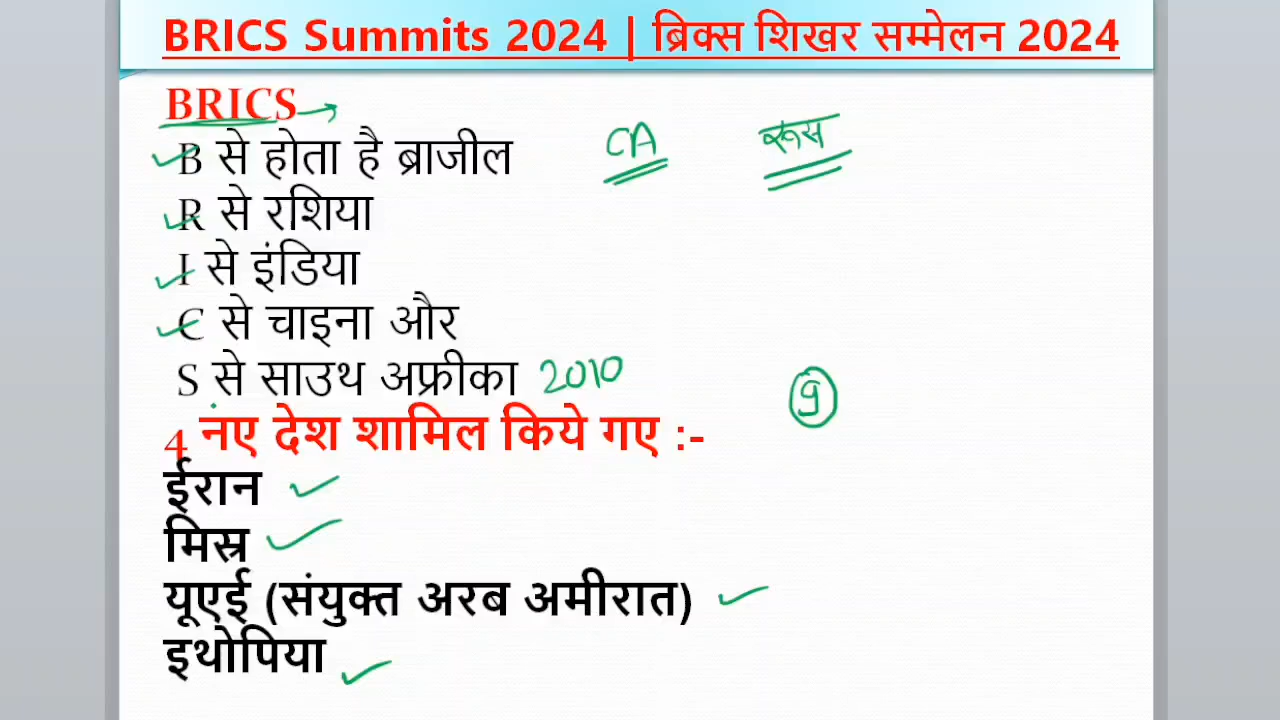 BRICS Summits 2024 | ब्रिक्स शिखर सम्मेलन 2024
BRICS
B से होता है ब्राजील
CA
रूस
R से रशिया
I से इंडिया
C से चाइना और
S से साउथ अफ्रीका 2010
9
4 नए देश शामिल किये गए :-
ईरान
मिस्र
यूएई (संयुक्त अरब अमीरात)
इथोपिया